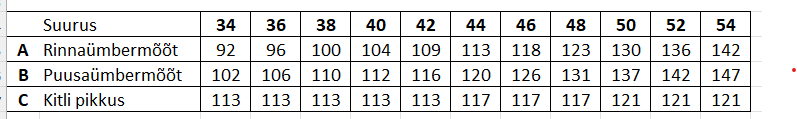 Suurus 34 36 38 40 42 44 46 48 50 52 54
A Rinnaümbermõõt 92 96 100 104 109 113 118 123 130 136 142
B Puusaümbermõõt 102 106 110 112 116 120 126 131 137 142 147
C Kitli pikkus 113 113 113 113 113 117 117 117 121 121 121